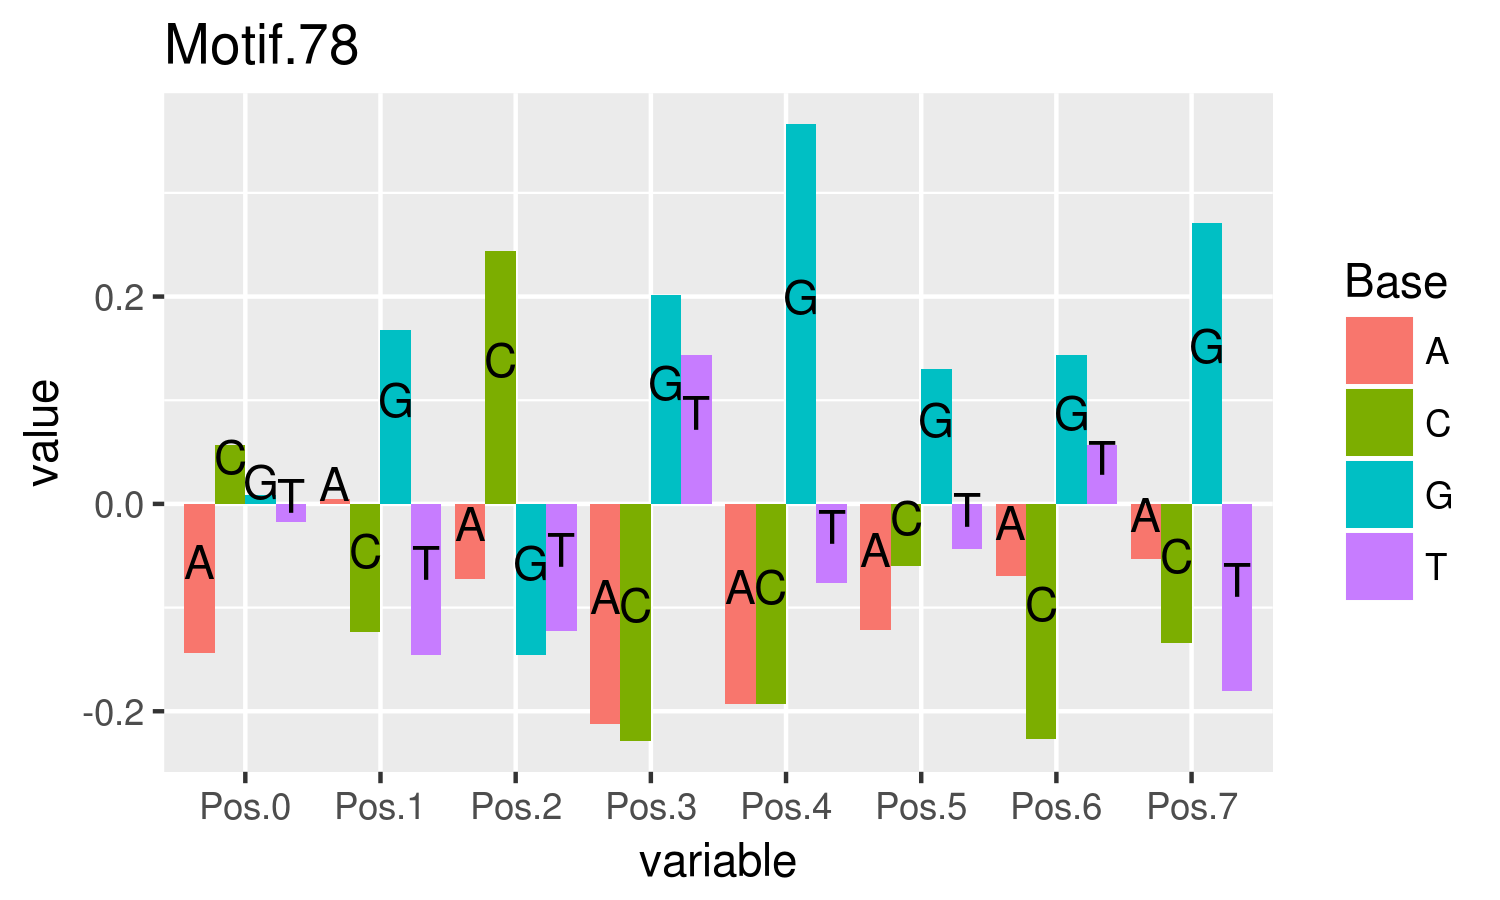 Motif.78
value
0.2
0.0
-0.2
A C G T A C G T A C G T A C G T A C G T A C G T A C G T A C G T
Pos.0 Pos.1 Pos.2 Pos.3 Pos.4 Pos.5 Pos.6 Pos.7
variable
Base
A
C
G
T